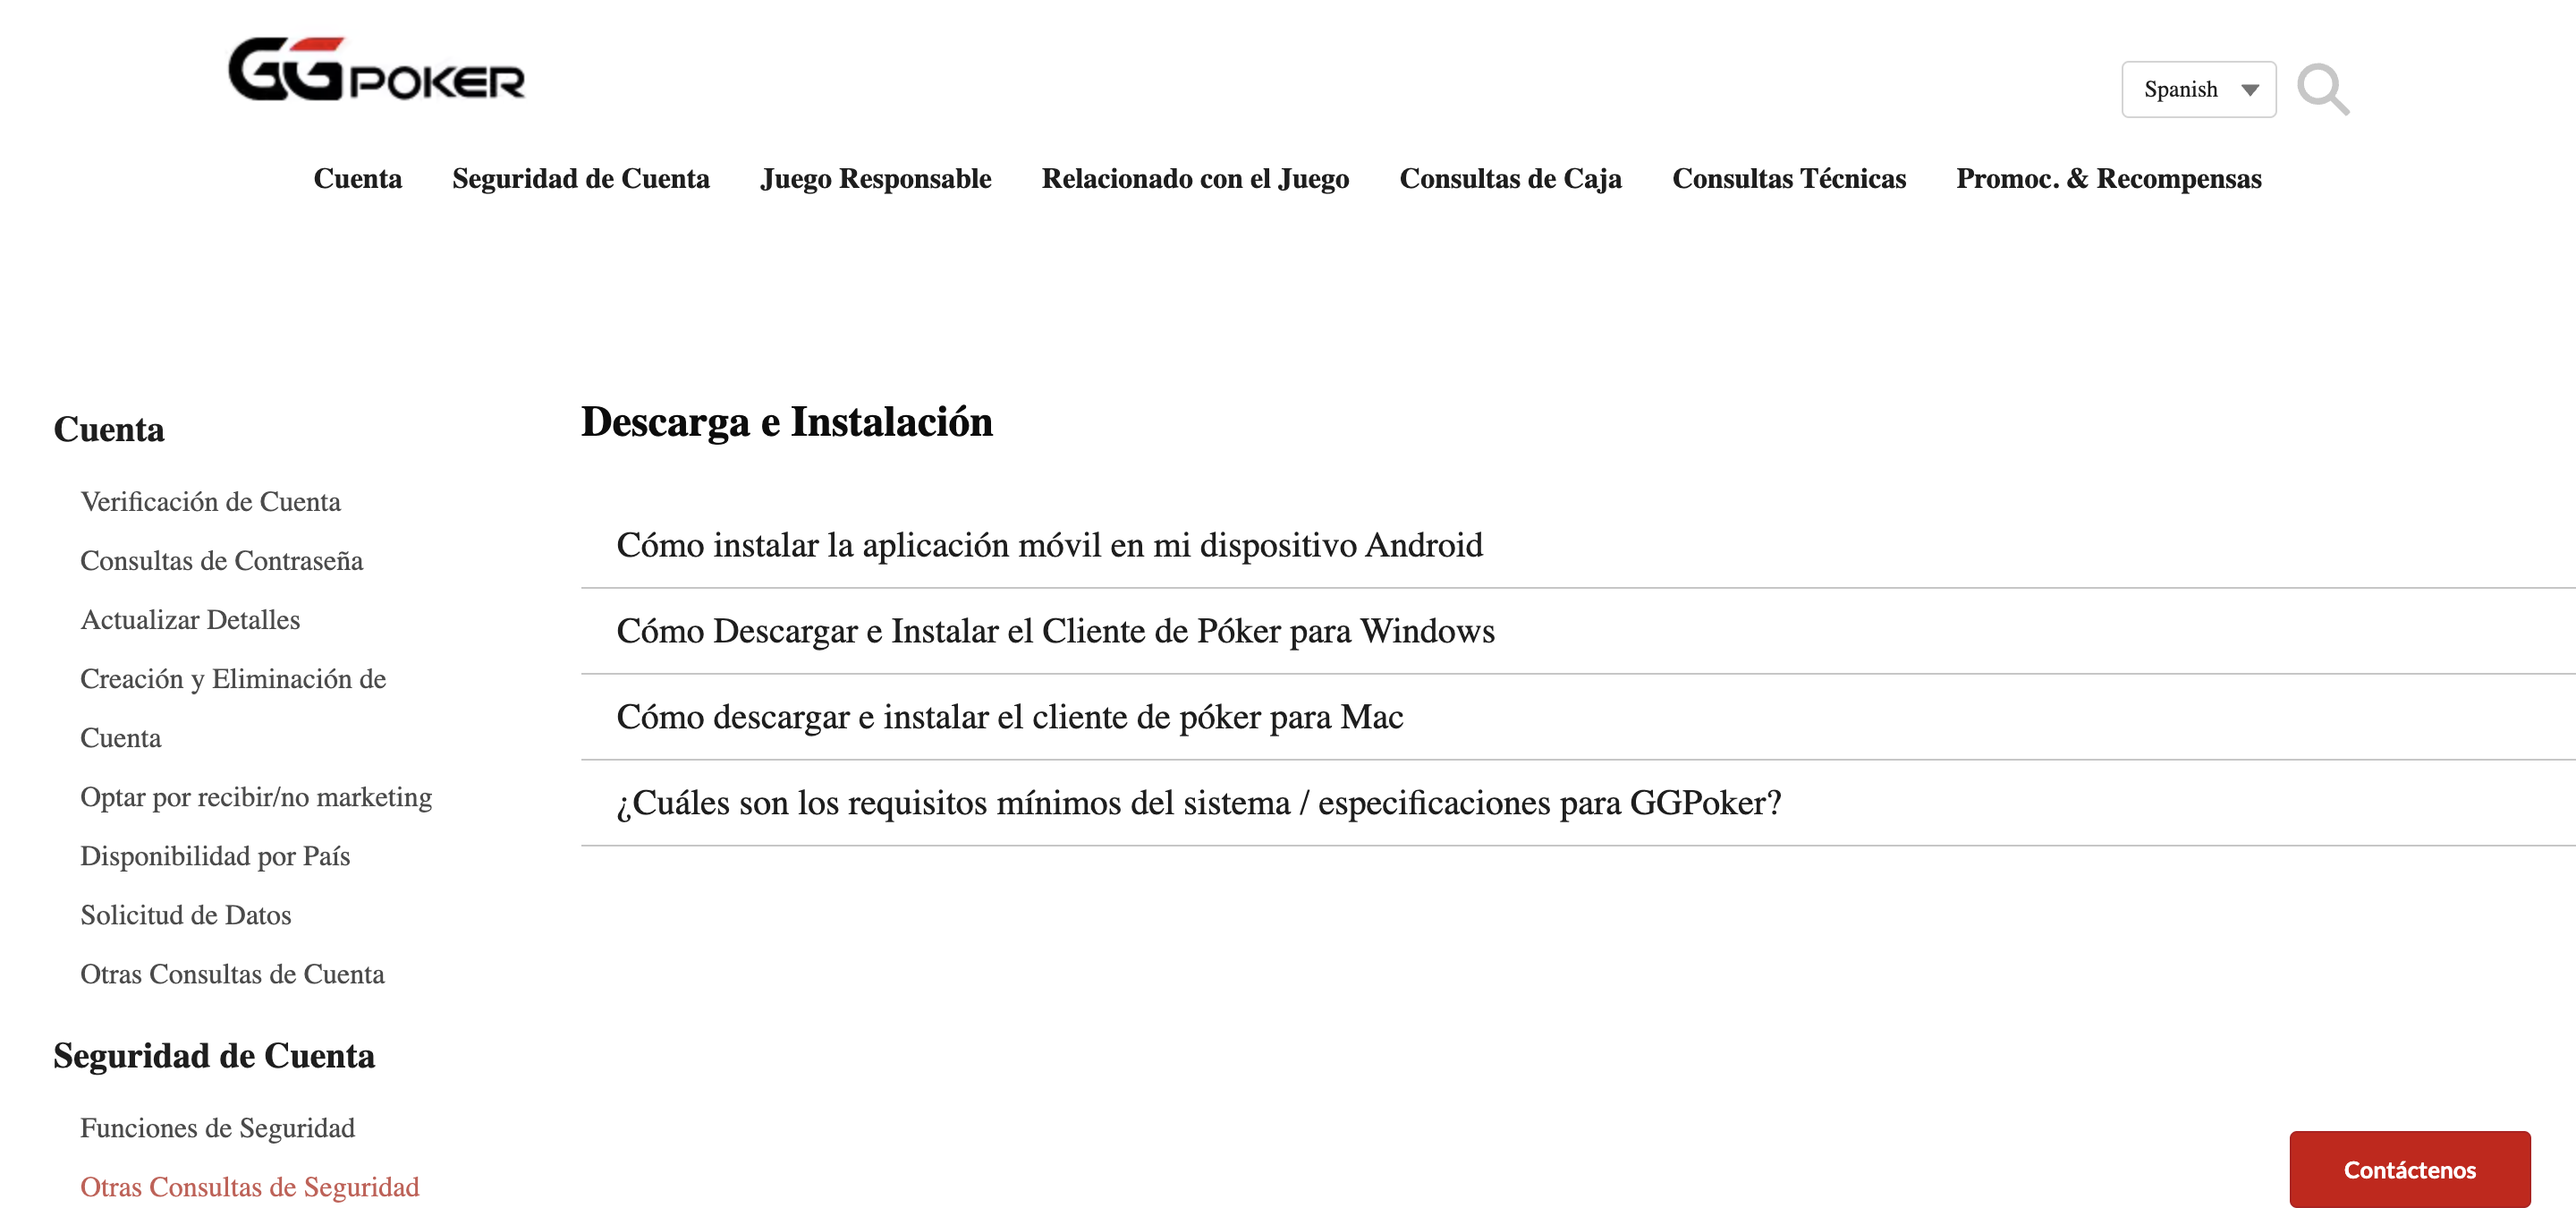 GGPOKER
Spanish
Cuenta Seguridad de Cuenta Juego Responsable Relacionado con el Juego Consultas de Caja Consultas Técnicas Promoc. & Recompensas
Cuenta
Verificación de Cuenta
Consultas de Contraseña
Actualizar Detalles
Creación y Eliminación de
Cuenta
Optar por recibir/no marketing
Disponibilidad por País
Solicitud de Datos
Otras Consultas de Cuenta
Seguridad de Cuenta
Funciones de Seguridad
Otras Consultas de Seguridad
Descarga e Instalación
Cómo instalar la aplicación móvil en mi dispositivo Android
Cómo Descargar e Instalar el Cliente de Póker para Windows
Cómo descargar e instalar el cliente de póker para Mac
¿Cuáles son los requisitos mínimos del sistema / especificaciones para GGPoker?
Contáctenos